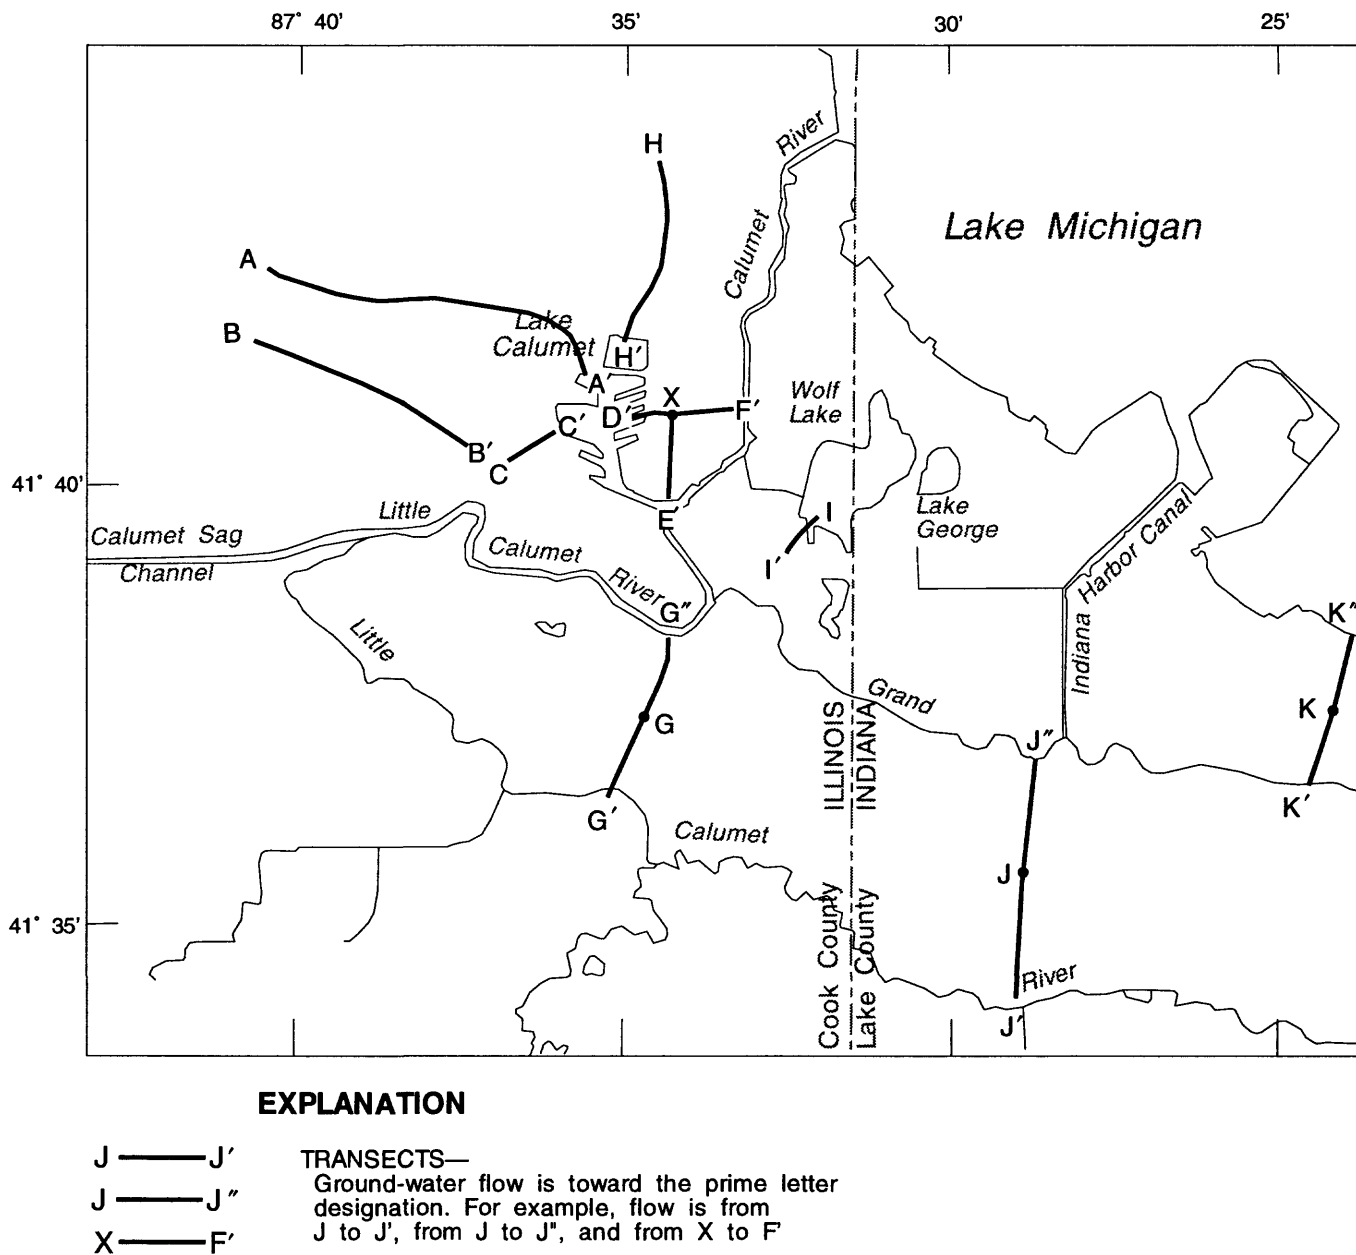 87° 40'
35'
30'
25'
H
River
Lake Michigan
A
Calumet
B
Lake
Calumet
H'
A'
X
Wolf
Lake
D'
F'
C'
B'
C
41° 40'
Little
E'
I
Lake
George
Calumet Sag
Channel
Calumet
I'
River
Indiana Harbor Canal
G"
K"
Little
Grand
K
G
J"
ILLINOIS
INDIANA
K'
G'
Calumet
J
41° 35'
Cook County
Lake County
River
J'
EXPLANATION
J J'
J J"
X F'
TRANSECTS—
Ground-water flow is toward the prime letter
designation. For example, flow is from
J to J', from J to J", and from X to F'